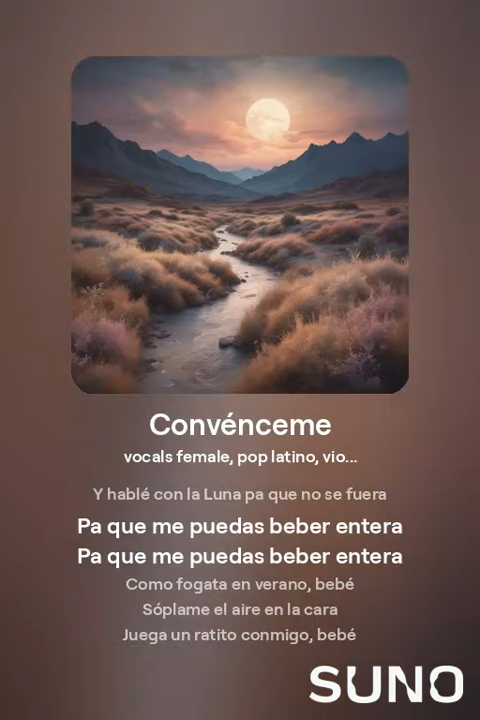 Convénceme
vocals female, pop latino, vio...
Y hablé con la Luna pa que no se fuera
Pa que me puedas beber entera
Pa que me puedas beber entera
Como fogata en verano, bebé
Sóplame el aire en la cara
Juega un ratito conmigo, bebé
SUNO